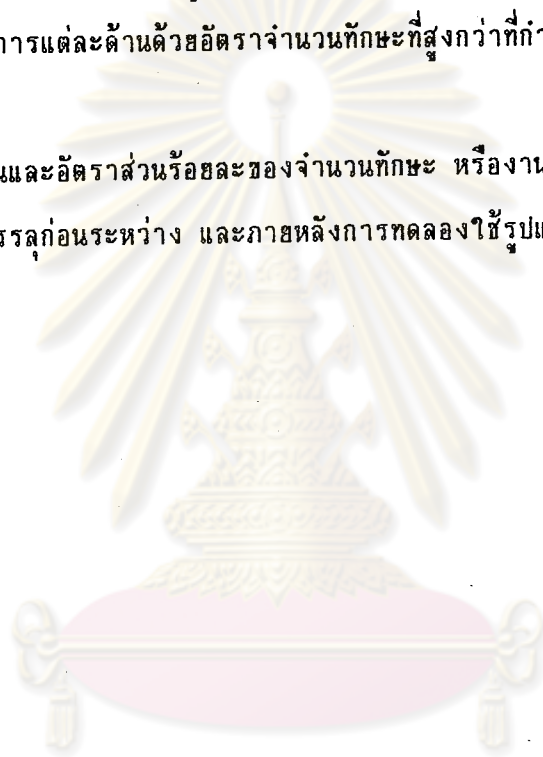 การแต่ละด้านด้วยอัตราจำนวนทักษะที่สูงกว่าที่กำ
นและอัตราส่วนร้อยละของจำนวนทักษะ หรืองาน
รรลุก่อนระหว่าง และภายหลังการทดลองใช้รูปแ